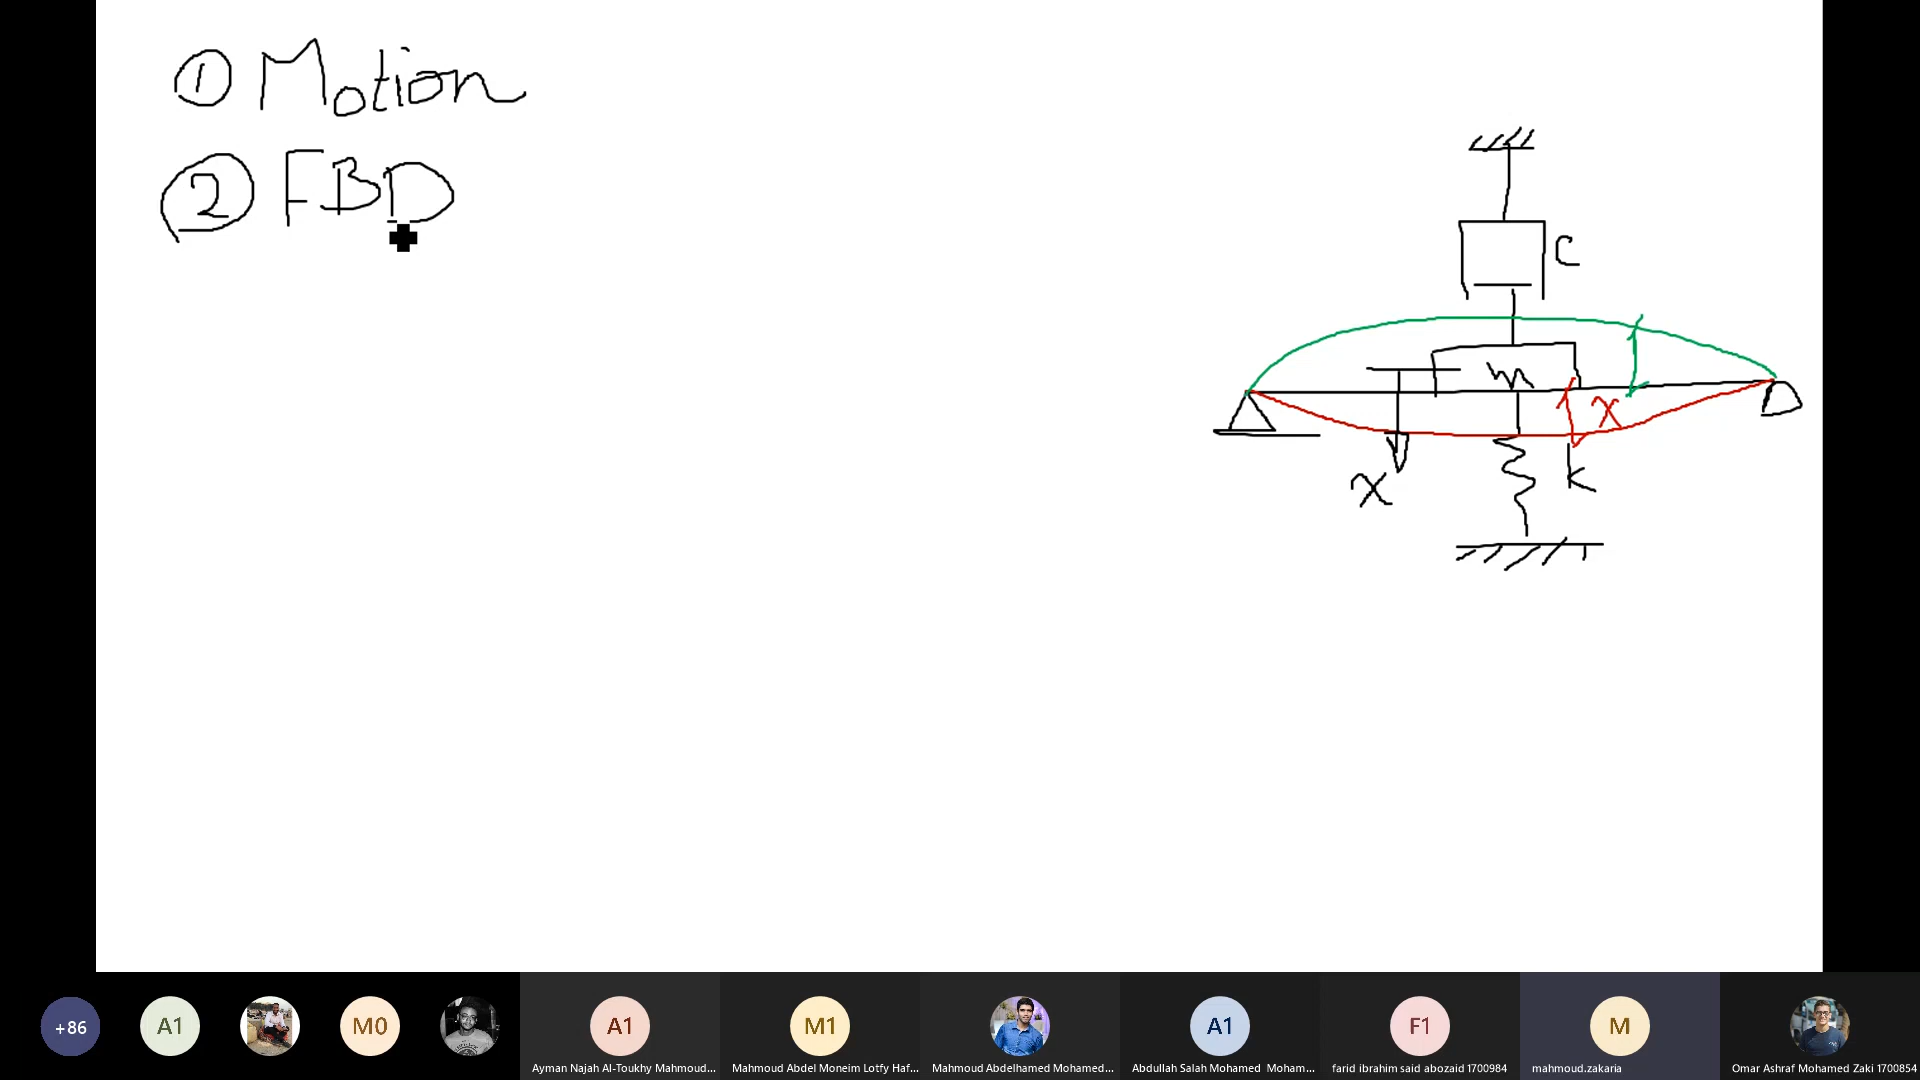 ① Motion
② FBD
C
m
x
x
K
+86
A1
M0
A1
M1
A1
F1
M
Ayman Najah Al-Toukhy Mahmoud...
Mahmoud Abdel Moneim Lotfy Haf...
Mahmoud Abdelhamed Mohamed...
Abdullah Salah Mohamed Moham...
farid ibrahim said abozaid 1700984
mahmoud.zakaria
Omar Ashraf Mohamed Zaki 1700854